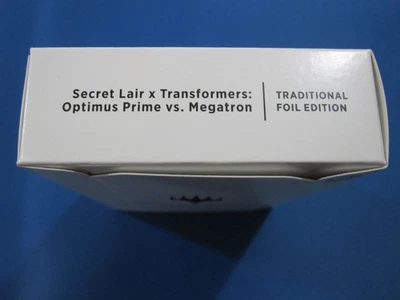 Secret Lair x Transformers:
Optimus Prime vs. Megatron
TRADITIONAL
FOIL EDITION